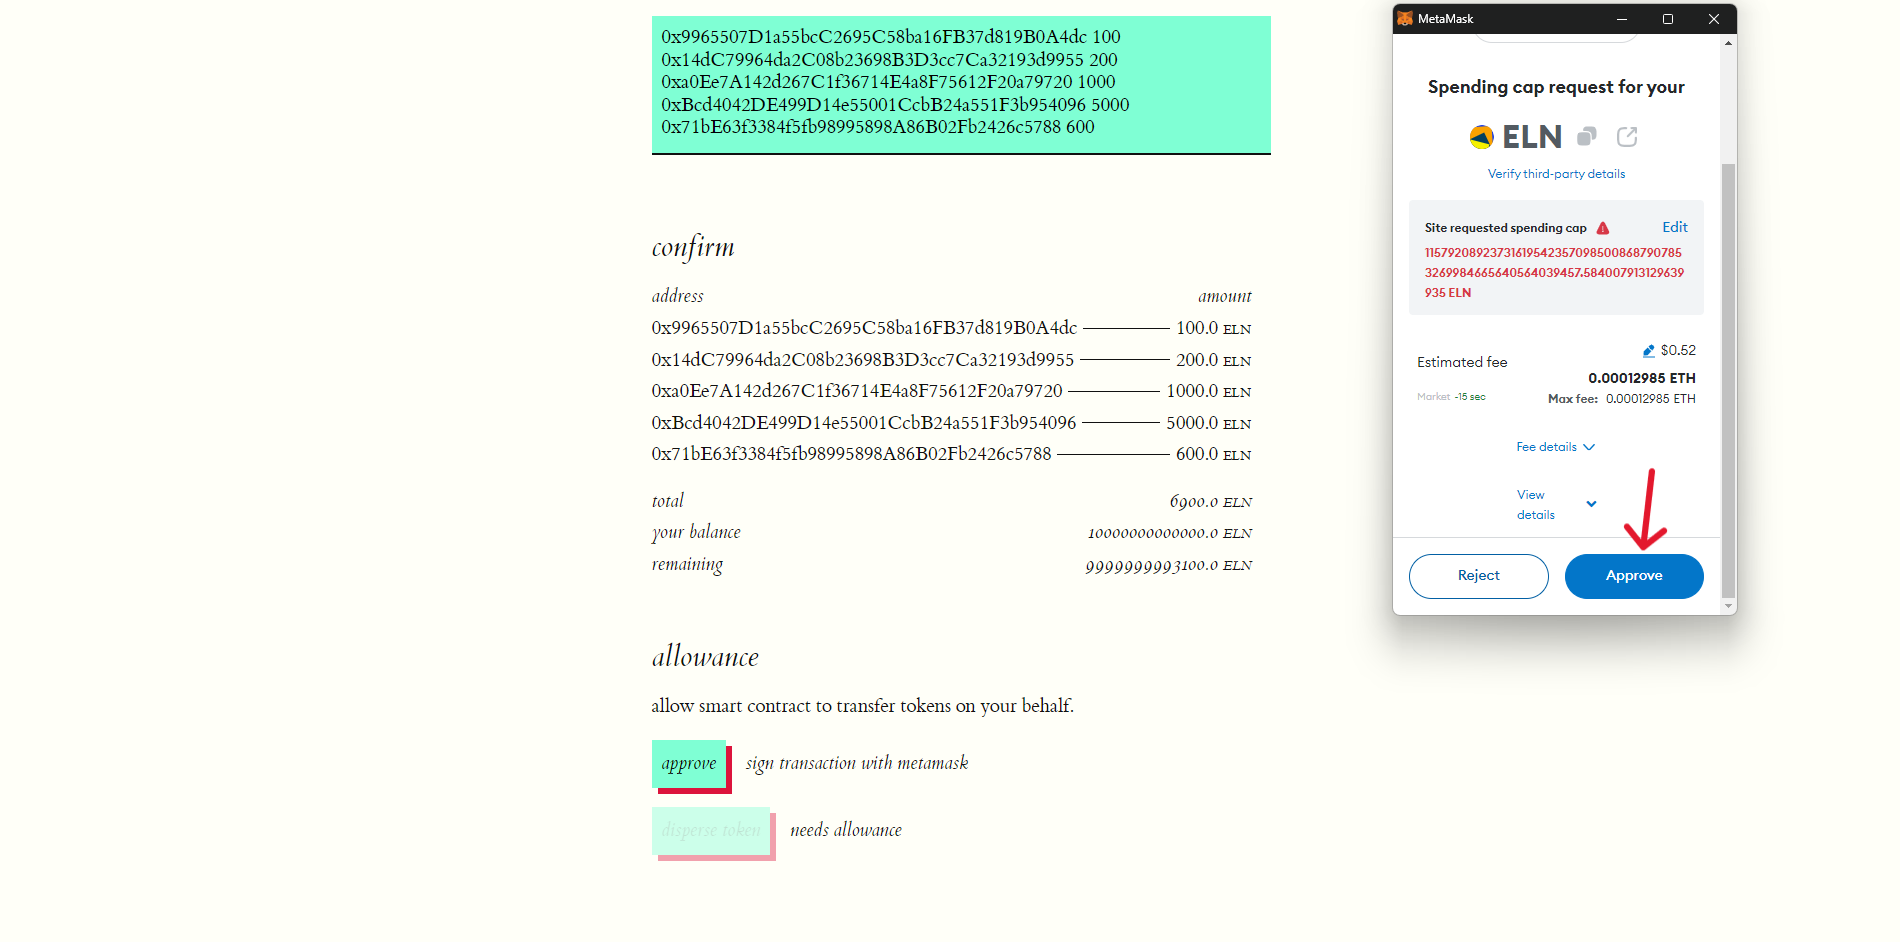 0x9965507D1a55bcC2695C58ba16FB37d819B0A4dc 100
0x14dC79964da2C08b23698B3D3cc7Ca32193d9955 200
0xa0Ee7A142d267C1f36714E4a8F75612F20a79720 1000
0xBcd4042DE499D14e55001CcbB24a551F3b954096 5000
0x71bE63f3384f5fb98995898A86B02Fb2426c5788 600
confirm
address amount
0x9965507D1a55bcC2695C58ba16FB37d819B0A4dc 100.0 ELN
0x14dC79964da2C08b23698B3D3cc7Ca32193d9955 200.0 ELN
0xa0Ee7A142d267C1f36714E4a8F75612F20a79720 1000.0 ELN
0xBcd4042DE499D14e55001CcbB24a551F3b954096 5000.0 ELN
0x71bE63f3384f5fb98995898A86B02Fb2426c5788 600.0 ELN
total 6900.0 ELN
your balance 10000000000000.0 ELN
remaining 9999999993100.0 ELN
allowance
allow smart contract to transfer tokens on your behalf.
approve sign transaction with metamask
disperse token needs allowance
MetaMask
Spending cap request for your
ELN
Verify third-party details
Site requested spending cap Edit
115792089237316195423570985008687907853
26998466564056403945
7.584007913129639
935 ELN
Estimated fee $0.52
0.00012985 ETH
Market ~15 sec Max fee: 0.00012985 ETH
Fee details
View
details
Reject Approve